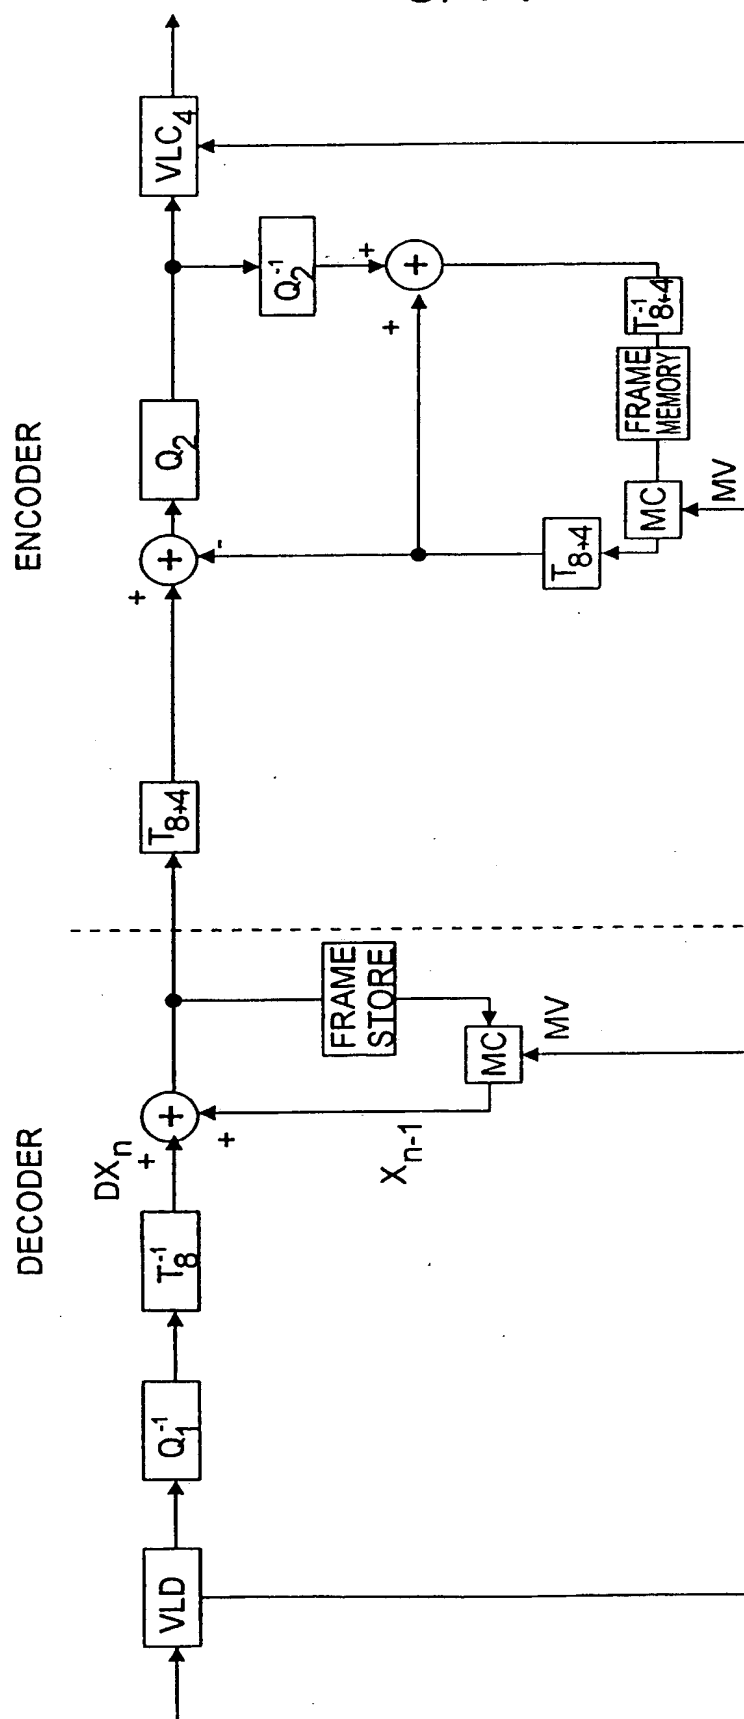 DECODER
ENCODER
VLD
Q₁⁻¹
T₈⁻¹
DXₙ
+
+
+
Xₙ₋₁
MC
MV
FRAME
STORE
T₈₊₄
+
+
-
Q₂
VLC₄
Q₂⁻¹
+
+
+
T₈₊₄⁻¹
FRAME
MEMORY
MC
MV
T₈₊₄